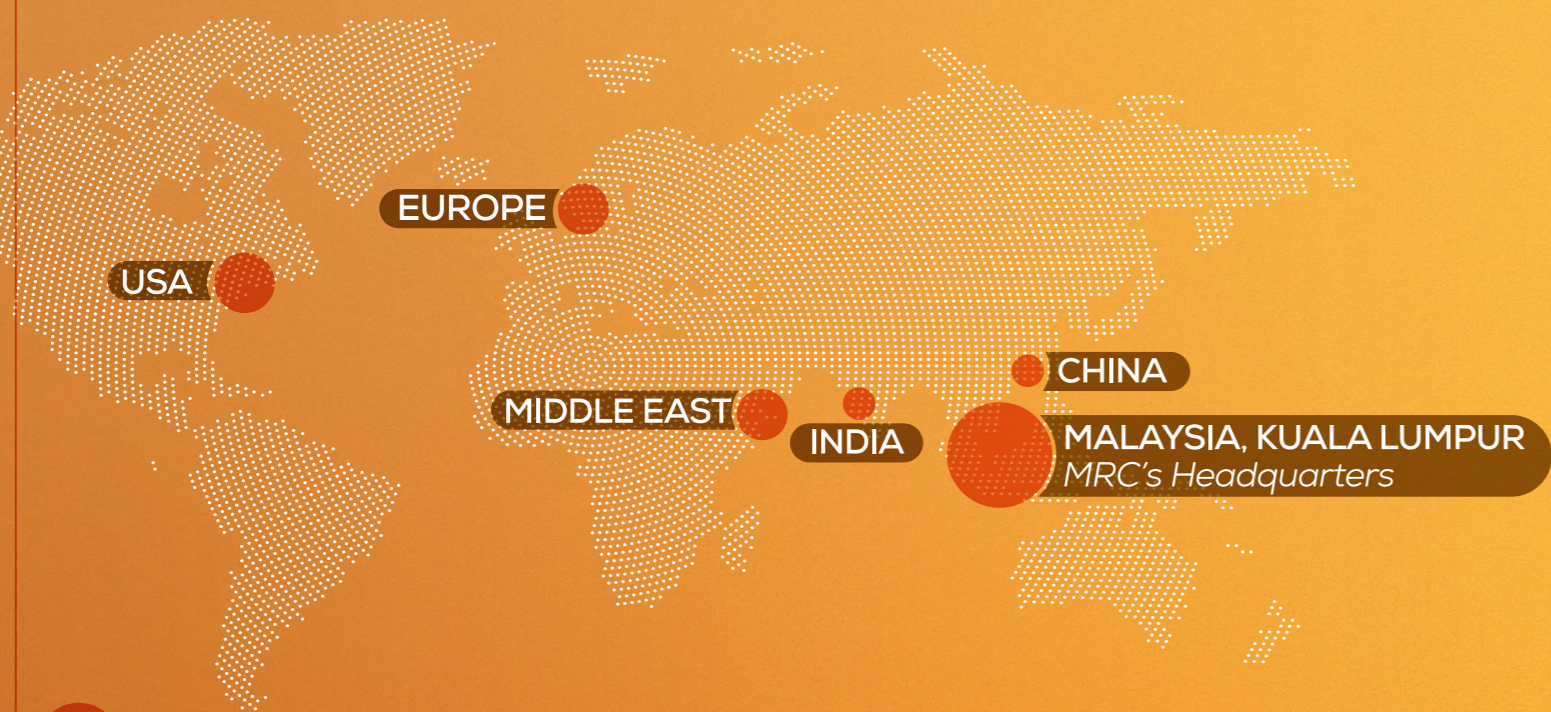 EUROPE
USA
CHINA
MIDDLE EAST
INDIA
MALAYSIA, KUALA LUMPUR
MRC's Headquarters